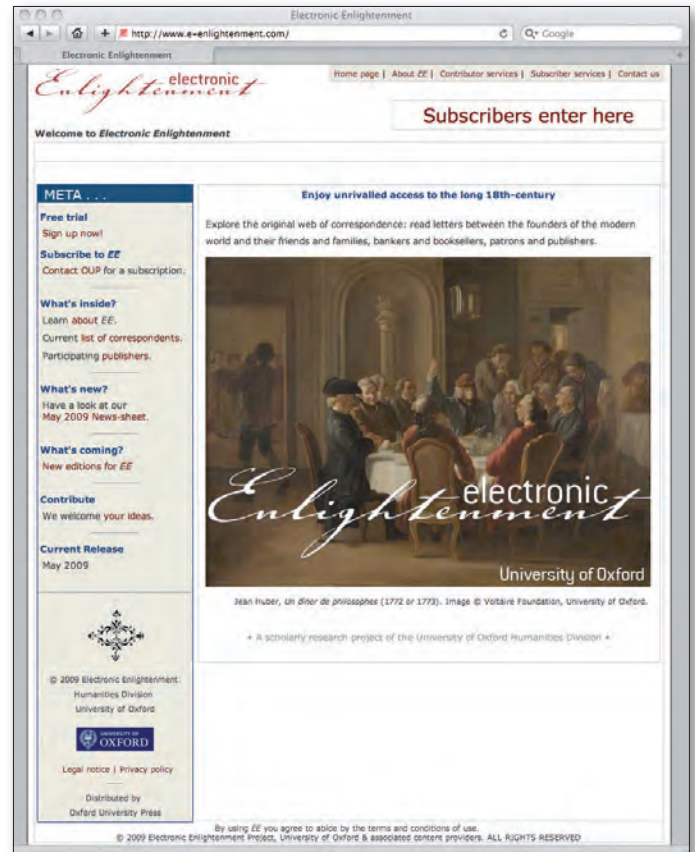 Electronic Enlightenment
http://www.e-enlightenment.com/
Google
Electronic Enlightenment
electronic
Enlightenment
Home page | About EE | Contributor services | Subscriber services | Contact us
Subscribers enter here
Welcome to Electronic Enlightenment
META . . .
Free trial
Sign up now!
Subscribe to EE
Contact OUP for a subscription.
What's inside?
Learn about EE.
Current list of correspondents.
Participating publishers.
What's new?
Have a look at our
May 2009 News-sheet.
What's coming?
New editions for EE
Contribute
We welcome your ideas.
Current Release
May 2009
© 2009 Electronic Enlightenment
Humanities Division
University of Oxford
UNIVERSITY OF
OXFORD
Legal notice | Privacy policy
Distributed by
Oxford University Press
Enjoy unrivalled access to the long 18th-century
Explore the original web of correspondence: read letters between the founders of the modern
world and their friends and families, bankers and booksellers, patrons and publishers.
electronic
Enlightenment
University of Oxford
Jean Huber, Un dîner de philosophes (1772 or 1773). Image © Voltaire Foundation, University of Oxford.
• A scholarly research project of the University of Oxford Humanities Division •
By using EE you agree to abide by the terms and conditions of use.
© 2009 Electronic Enlightenment Project, University of Oxford & associated content providers. ALL RIGHTS RESERVED